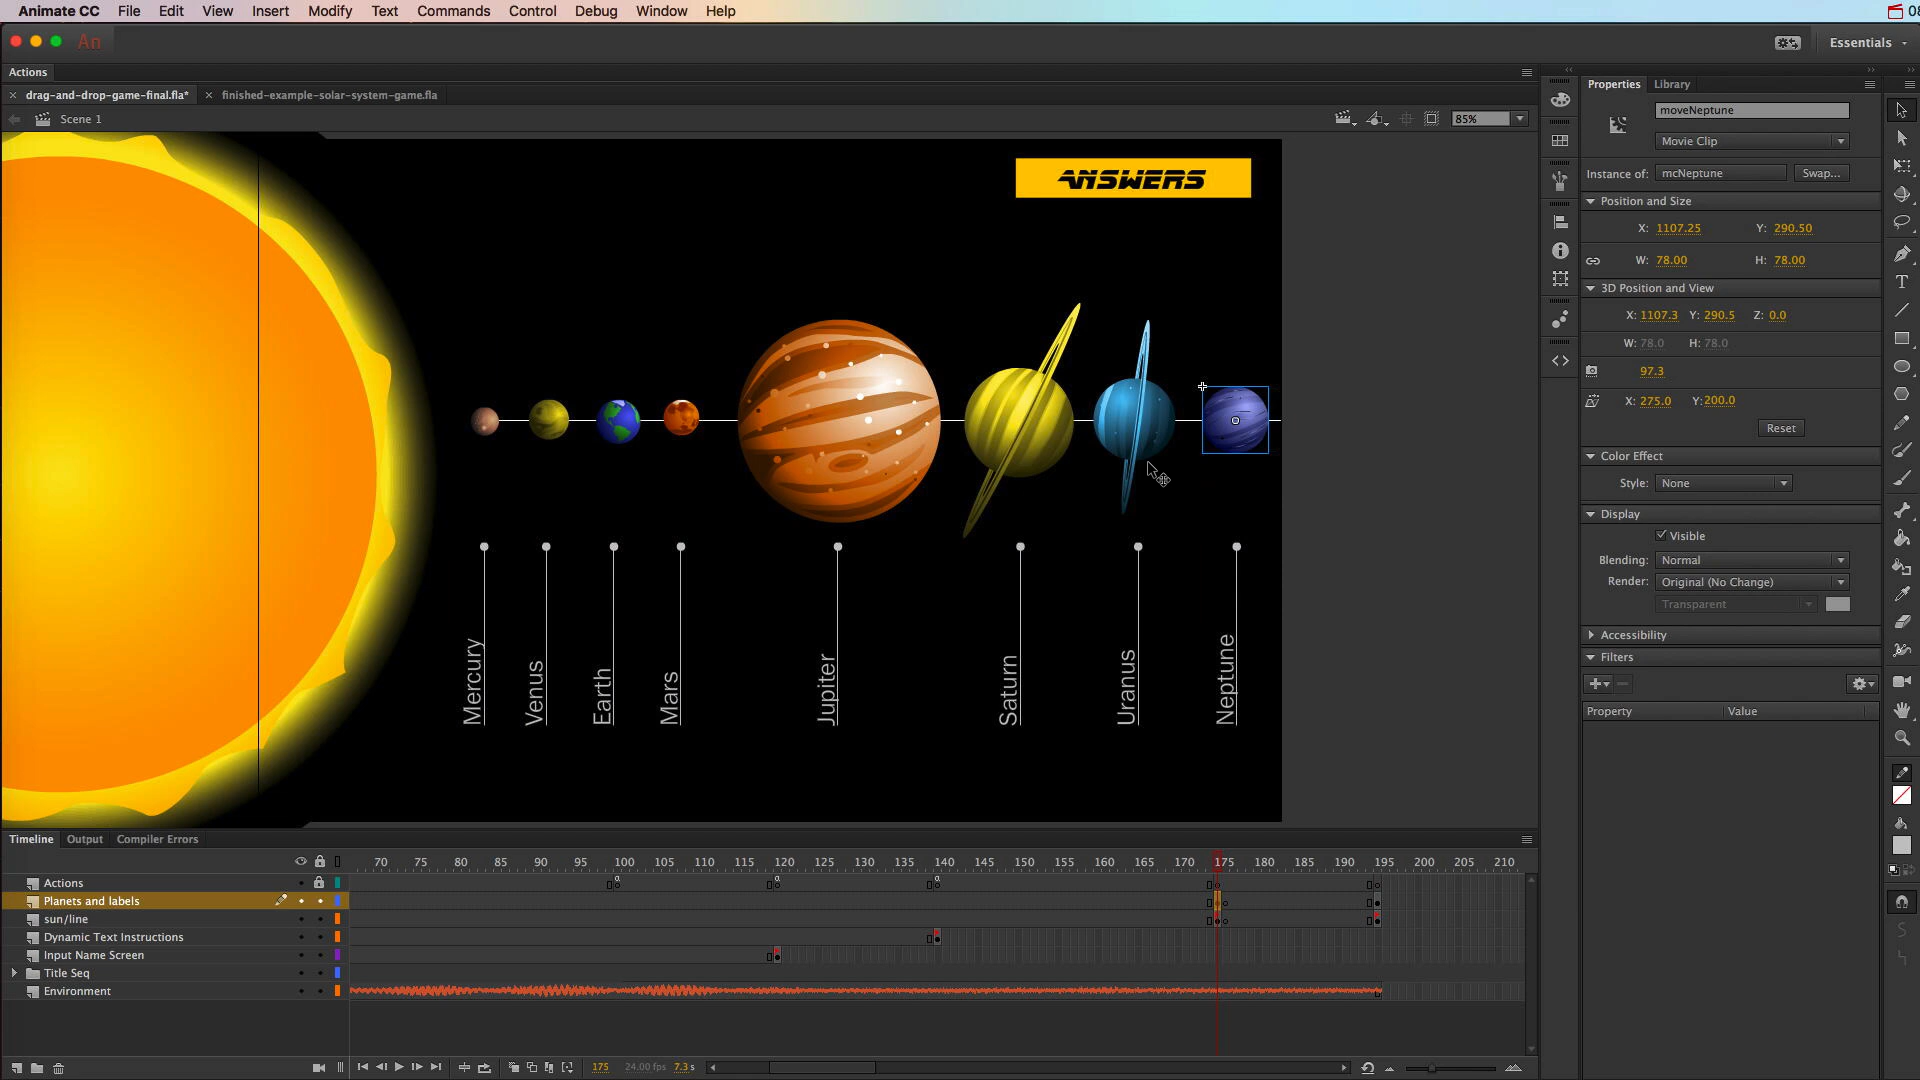 Animate CC File Edit View Insert Modify Text Commands Control Debug Window Help 08
An Essentials
Actions
drag-and-drop-game-final.fla* finished-example-solar-system-game.fla
Scene 1 85%
ANSWERS
Mercury
Venus
Earth
Mars
Jupiter
Saturn
Uranus
Neptune
Properties Library
moveNeptune
Movie Clip
Instance of: mcNeptune Swap...
Position and Size
X: 1107.25 Y: 290.50
W: 78.00 H: 78.00
3D Position and View
X: 1107.3 Y: 290.5 Z: 0.0
W: 78.0 H: 78.0
97.3
X: 275.0 Y: 200.0
Reset
Color Effect
Style: None
Display
Visible
Blending: Normal
Render: Original (No Change)
Transparent
Accessibility
Filters
Property Value
Timeline Output Compiler Errors
70 75 80 85 90 95 100 105 110 115 120 125 130 135 140 145 150 155 160 165 170 175 180 185 190 195 200 205 210
Actions
Planets and labels
sun/line
Dynamic Text Instructions
Input Name Screen
Title Seq
Environment
175 24.00 fps 7.3 s